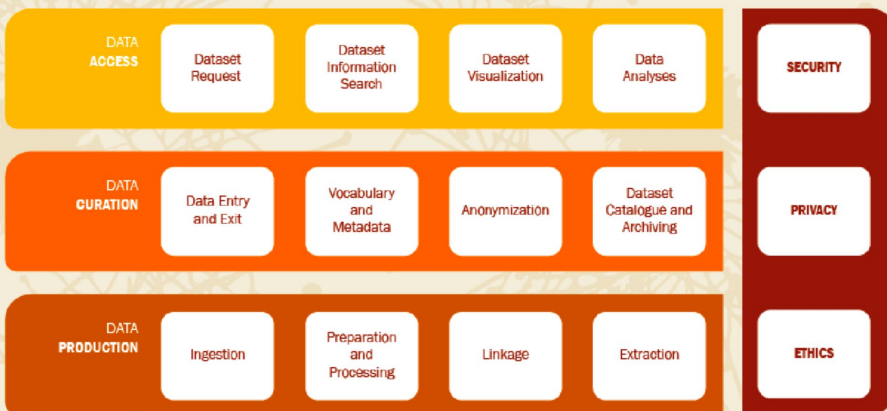 DATA
ACCESS
Dataset
Request
Dataset
Information
Search
Dataset
Visualization
Data
Analyses
SECURITY
DATA
CURATION
Data Entry
and Exit
Vocabulary
and
Metadata
Anonymization
Dataset
Catalogue and
Archiving
PRIVACY
DATA
PRODUCTION
Ingestion
Preparation
and
Processing
Linkage
Extraction
ETHICS